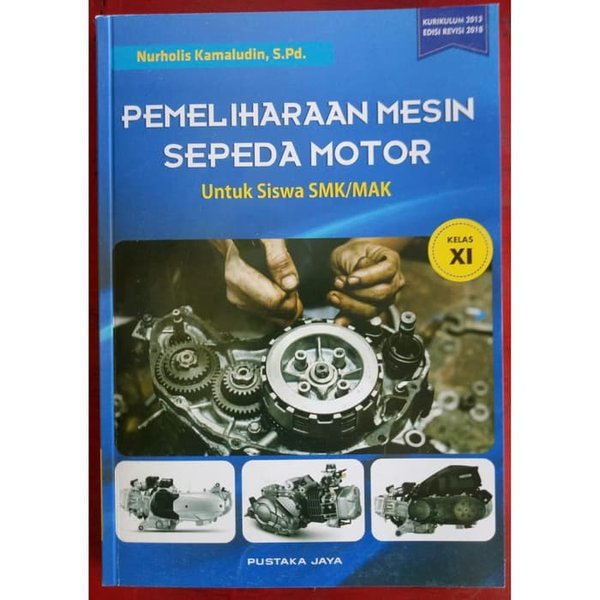 KURIKULUM 2013
EDISI REVISI 2018
Nurholis Kamaludin, S.Pd.
PEMELIHARAAN MESIN
SEPEDA MOTOR
Untuk Siswa SMK/MAK
KELAS
XI
PUSTAKA JAYA